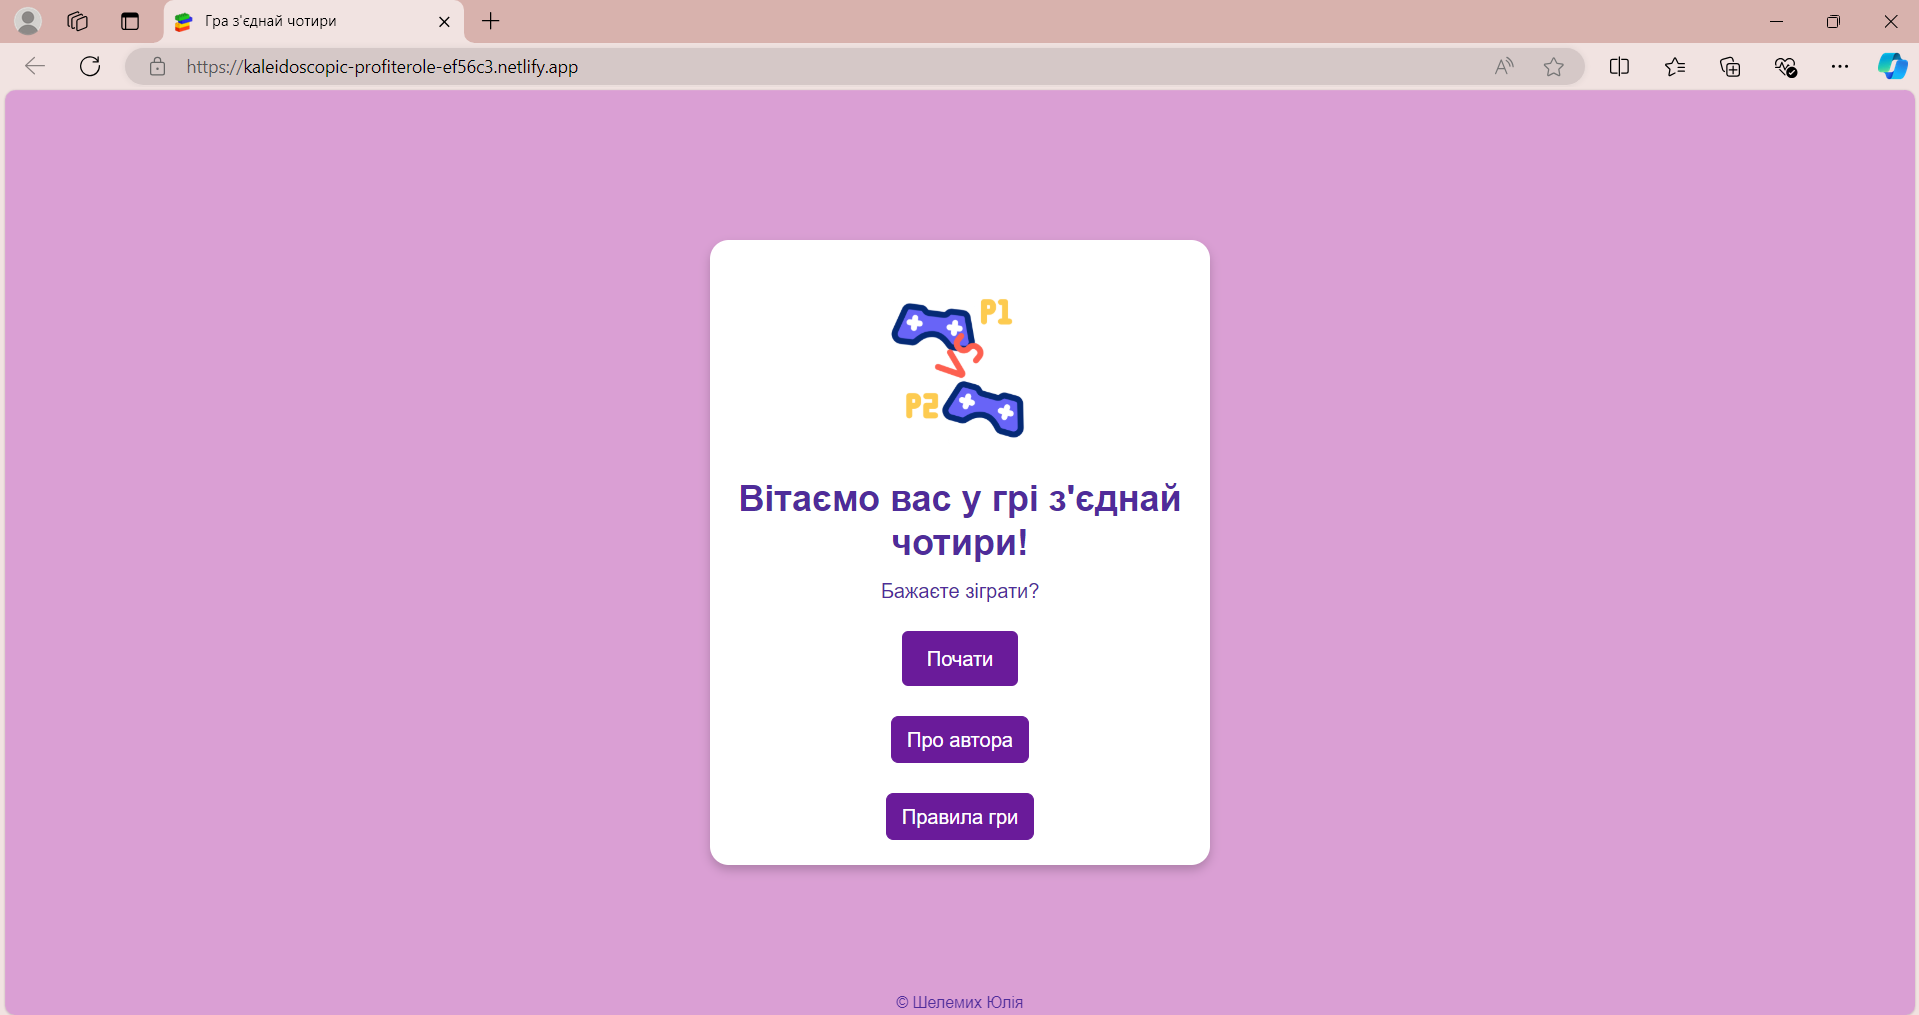 Гра з'єднай чотири
https://kaleidoscopic-profiterole-ef56c3.netlify.app
P1
VS
P2
Вітаємо вас у грі з'єднай
чотири!
Бажаєте зіграти?
Почати
Про автора
Правила гри
© Шелемих Юлія